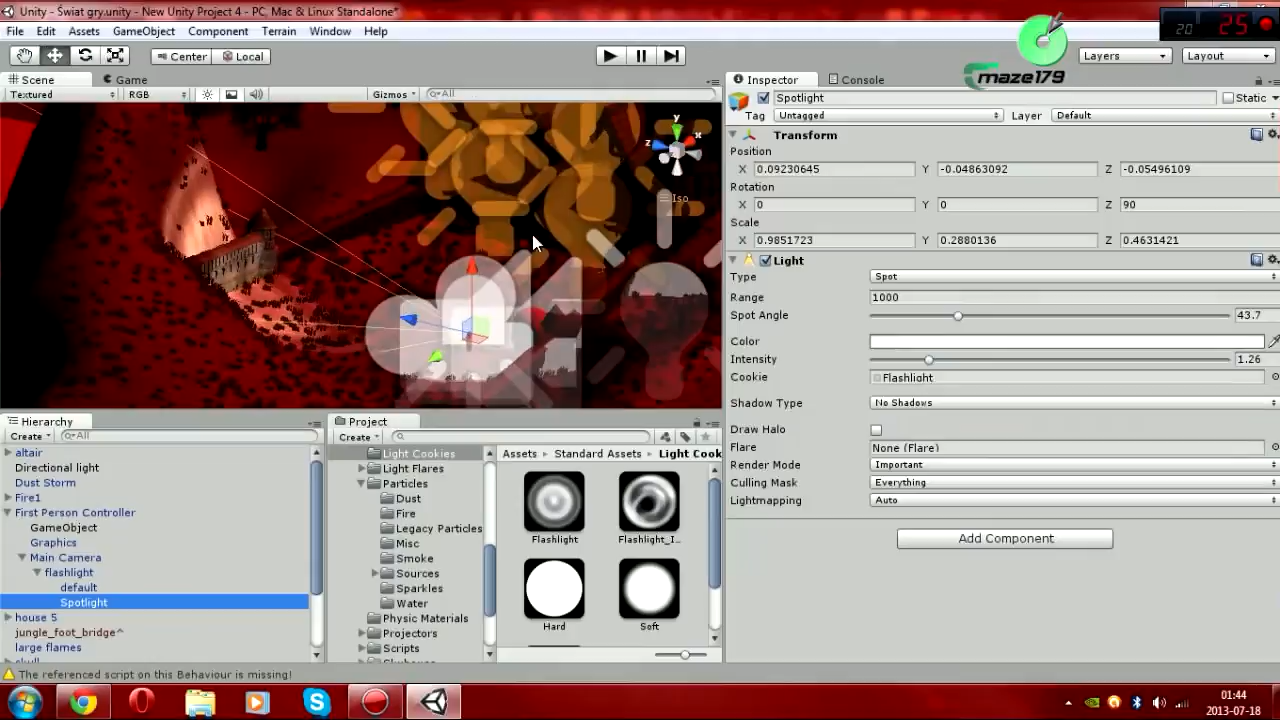 Unity - Świat gry.unity - New Unity Project 4 - PC, Mac & Linux Standalone*
20 25
File Edit Assets GameObject Component Terrain Window Help
Center Local
Layers Layout
maze179
Scene Game
Inspector Console
Textured RGB Gizmos All
Spotlight Static
Tag Untagged Layer Default
Transform
Position
X 0.09230645 Y -0.04863092 Z -0.05496109
Rotation
X 0 Y 0 Z 90
Scale
X 0.9851723 Y 0.2880136 Z 0.4631421
y
x
z
Iso
Light
Type Spot
Range 1000
Spot Angle 43.7
Color
Intensity 1.26
Cookie Flashlight
Shadow Type No Shadows
Draw Halo
Flare None (Flare)
Render Mode Important
Culling Mask Everything
Lightmapping Auto
Add Component
Hierarchy
Create All
altair
Directional light
Dust Storm
Fire1
First Person Controller
GameObject
Graphics
Main Camera
flashlight
default
Spotlight
house 5
jungle_foot_bridge^
large flames
skull
Project
Create
Light Cookies
Light Flares
Particles
Dust
Fire
Legacy Particles
Misc
Smoke
Sources
Sparkles
Water
Physic Materials
Projectors
Scripts
Skyboxes
Assets Standard Assets Light Cook
Flashlight Flashlight_I...
Hard Soft
The referenced script on this Behaviour is missing!
01:44
2013-07-18